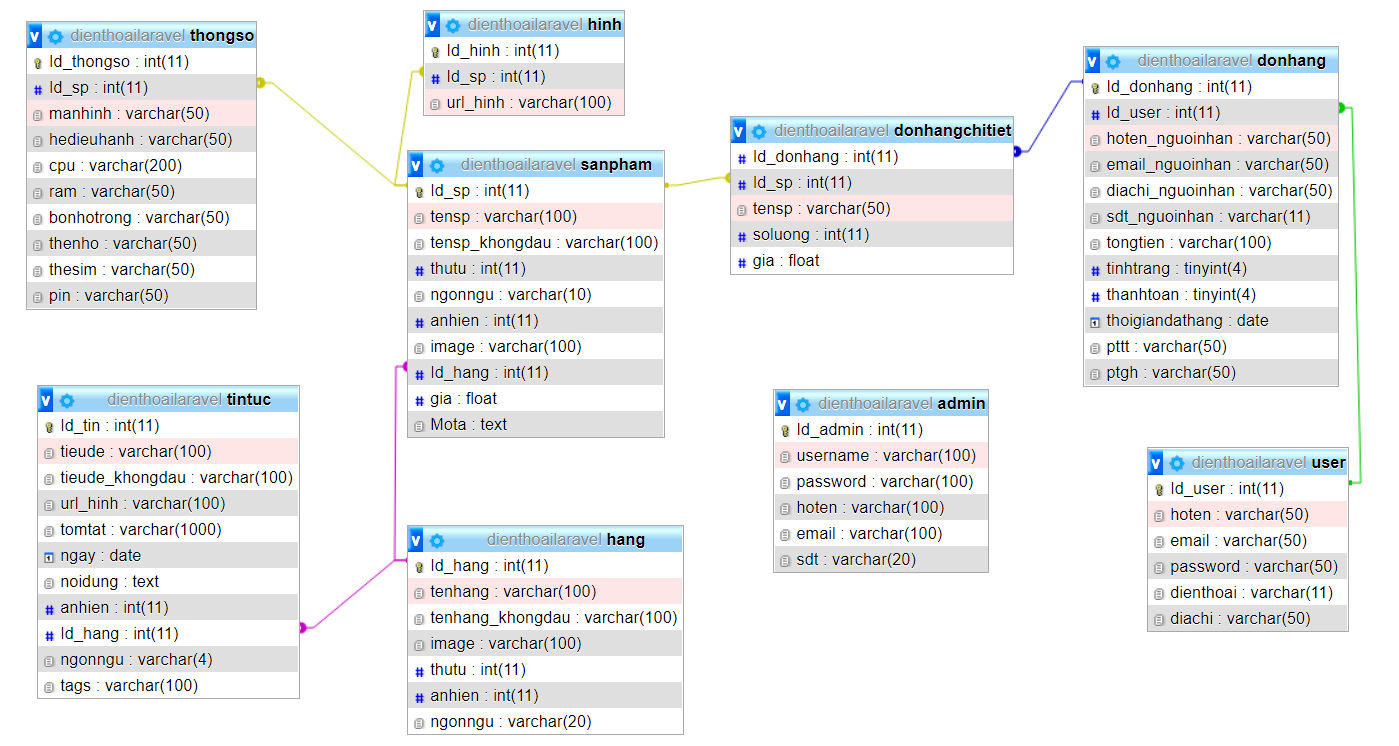 dienthoailaravel thongso
Id_thongso : int(11)
Id_sp : int(11)
manhinh : varchar(50)
hedieuhanh : varchar(50)
cpu : varchar(200)
ram : varchar(50)
bonhotrong : varchar(50)
thenho : varchar(50)
thesim : varchar(50)
pin : varchar(50)
dienthoailaravel hinh
Id_hinh : int(11)
Id_sp : int(11)
url_hinh : varchar(100)
dienthoailaravel sanpham
Id_sp : int(11)
tensp : varchar(100)
tensp_khongdau : varchar(100)
thutu : int(11)
ngonngu : varchar(10)
anhien : int(11)
image : varchar(100)
Id_hang : int(11)
gia : float
Mota : text
dienthoailaravel donhangchitiet
Id_donhang : int(11)
Id_sp : int(11)
tensp : varchar(50)
soluong : int(11)
gia : float
dienthoailaravel donhang
Id_donhang : int(11)
Id_user : int(11)
hoten_nguoinhan : varchar(50)
email_nguoinhan : varchar(50)
diachi_nguoinhan : varchar(50)
sdt_nguoinhan : varchar(11)
tongtien : varchar(100)
tinhtrang : tinyint(4)
thanhtoan : tinyint(4)
thoigiandathang : date
pttt : varchar(50)
ptgh : varchar(50)
dienthoailaravel tintuc
Id_tin : int(11)
tieude : varchar(100)
tieude_khongdau : varchar(100)
url_hinh : varchar(100)
tomtat : varchar(1000)
ngay : date
noidung : text
anhien : int(11)
Id_hang : int(11)
ngonngu : varchar(4)
tags : varchar(100)
dienthoailaravel hang
Id_hang : int(11)
tenhang : varchar(100)
tenhang_khongdau : varchar(100)
image : varchar(100)
thutu : int(11)
anhien : int(11)
ngonngu : varchar(20)
dienthoailaravel admin
Id_admin : int(11)
username : varchar(100)
password : varchar(100)
hoten : varchar(100)
email : varchar(100)
sdt : varchar(20)
dienthoailaravel user
Id_user : int(11)
hoten : varchar(50)
email : varchar(50)
password : varchar(50)
dienthoai : varchar(11)
diachi : varchar(50)